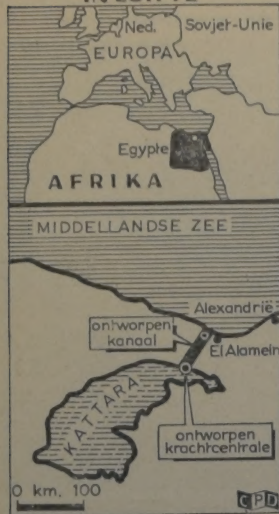 Ned.
Sovjet-Unie
EUROPA
Egypte
AFRIKA
MIDDELLANDSE ZEE
Alexandrië
ontworpen
kanaal
El Alamein
KATTARA
ontworpen
krachtcentrale
0 km. 100
CPD